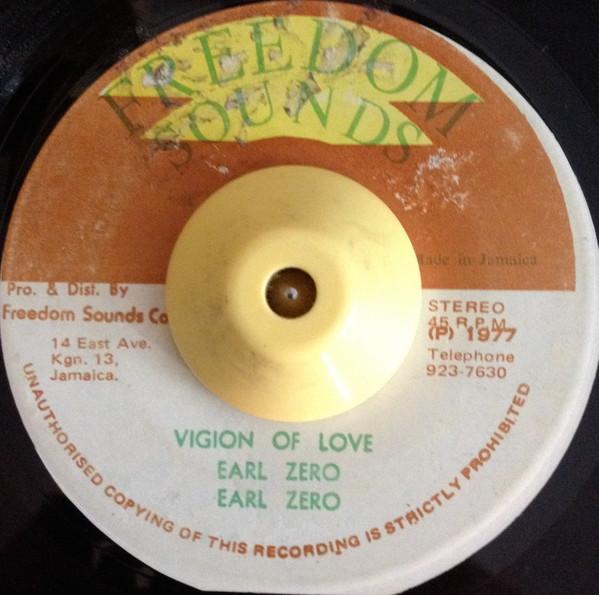 FREEDOM
SOUNDS
Made in Jamaica
Pro. & Dist. By
Freedom Sounds Co
14 East Ave.
Kgn. 13,
Jamaica.
STEREO
45 R.P.M.
(P) 1977
Telephone
923-7630
VIGION OF LOVE
EARL ZERO
EARL ZERO
UNAUTHORISED COPYING OF THIS RECORDING IS STRICTLY PROHIBITED